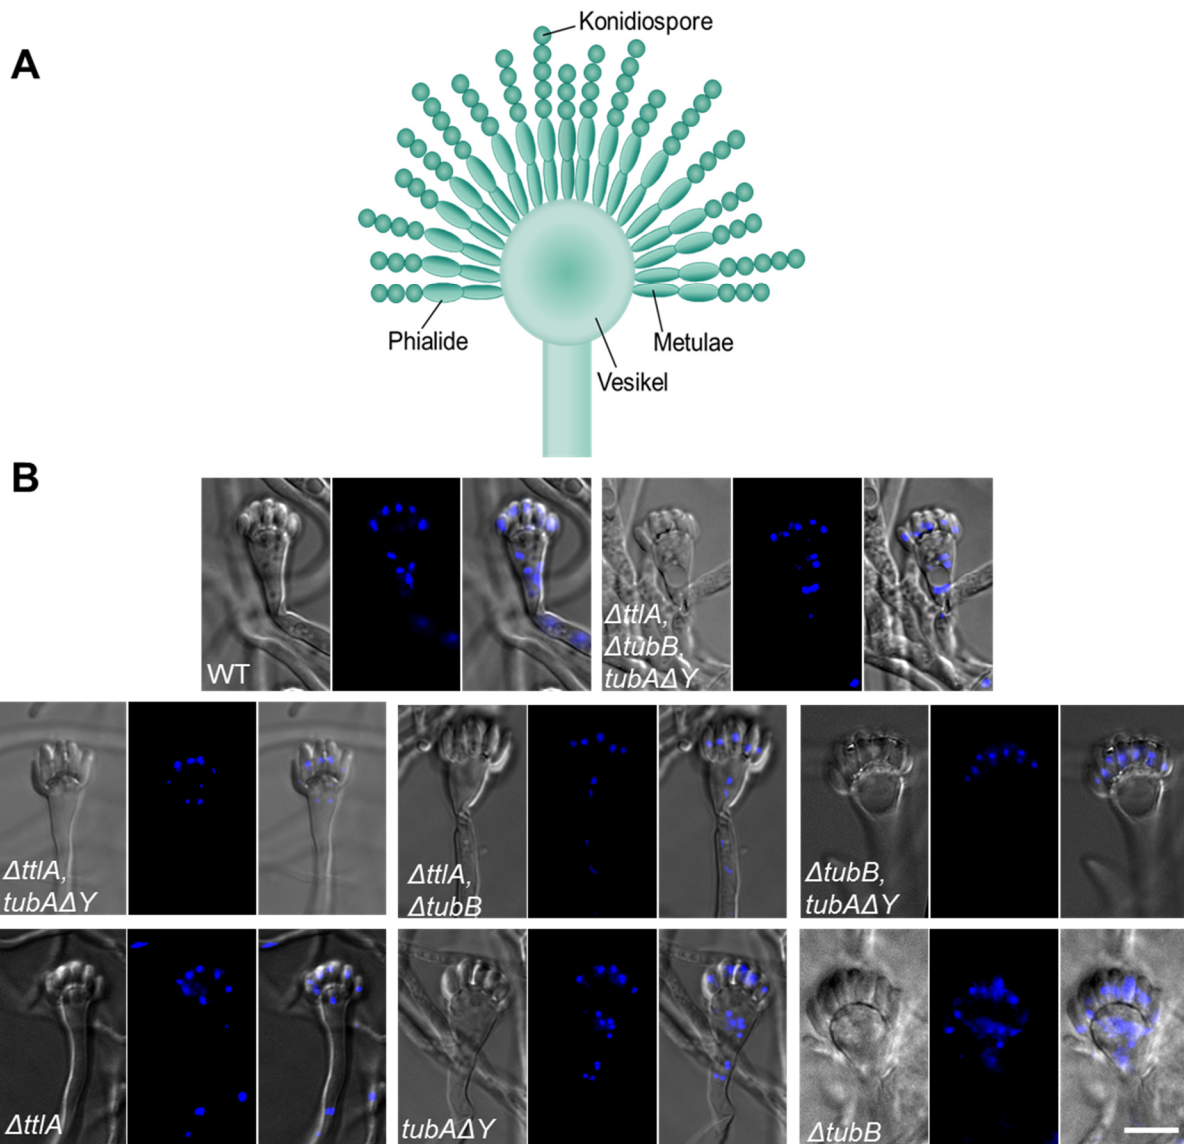 A
Konidiospore
Phialide
Metulae
Vesikel
B
WT
ΔttlA,
ΔtubB,
tubAΔY
ΔttlA,
tubAΔY
ΔttlA,
ΔtubB
ΔtubB,
tubAΔY
ΔttlA
tubAΔY
ΔtubB